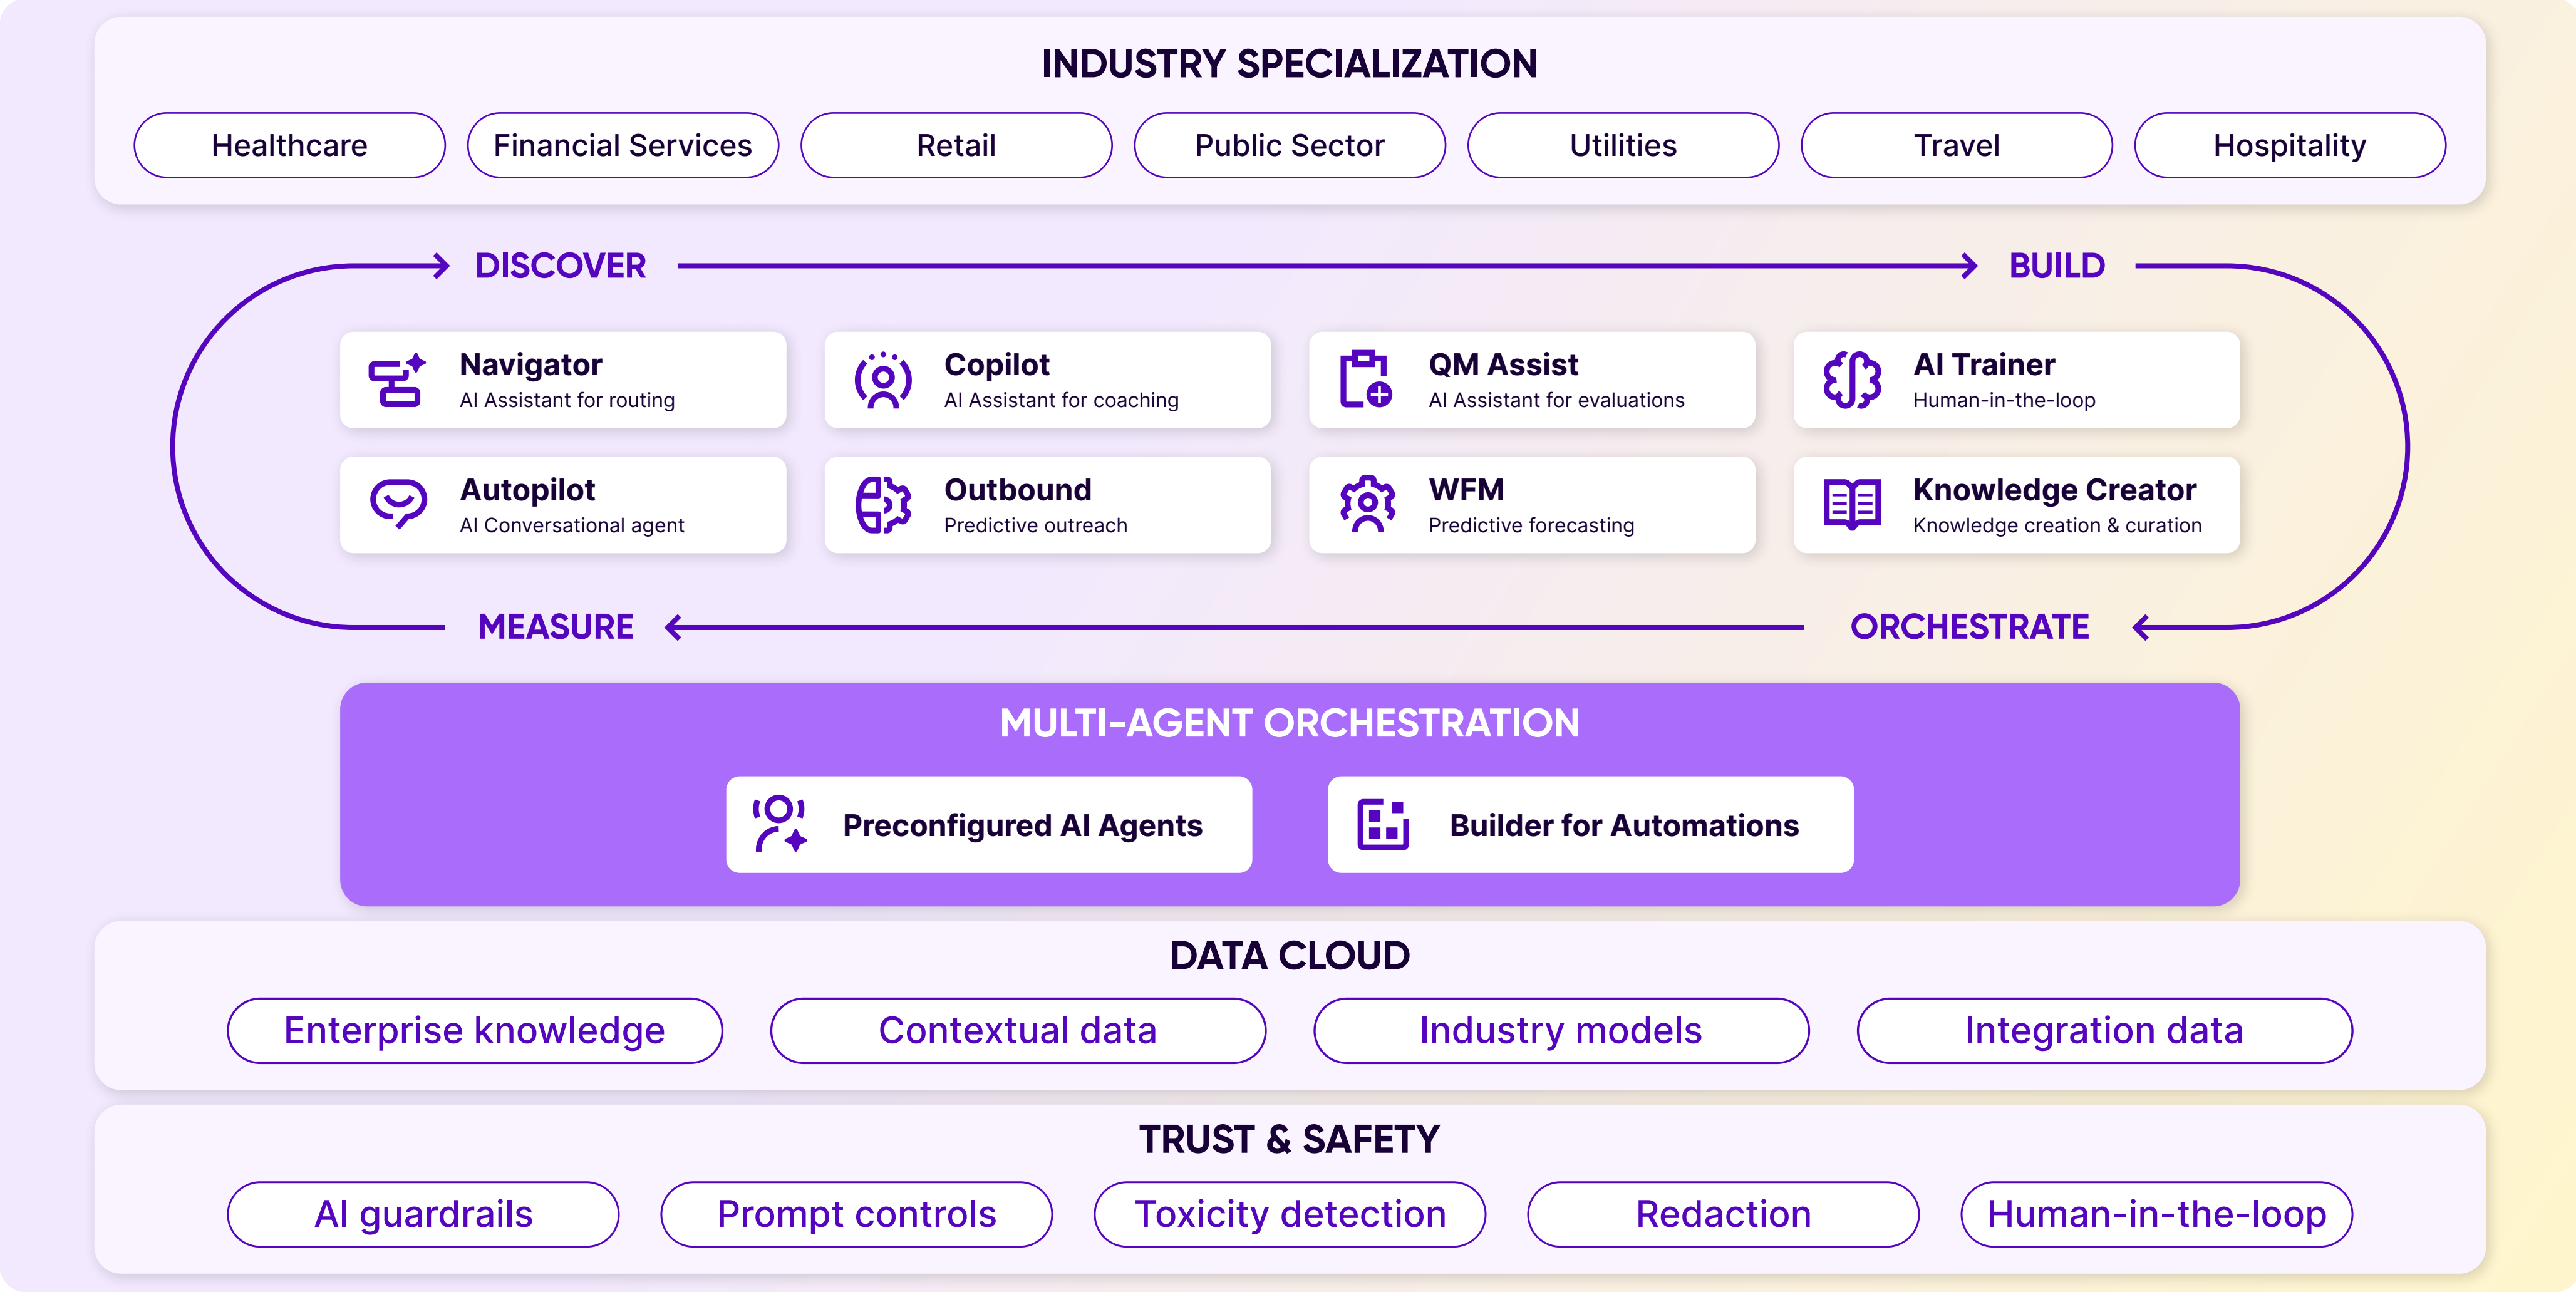 INDUSTRY SPECIALIZATION
Healthcare
Financial Services
Retail
Public Sector
Utilities
Travel
Hospitality
DISCOVER
BUILD
Navigator
AI Assistant for routing
Copilot
AI Assistant for coaching
QM Assist
AI Assistant for evaluations
AI Trainer
Human-in-the-loop
Autopilot
AI Conversational agent
Outbound
Predictive outreach
WFM
Predictive forecasting
Knowledge Creator
Knowledge creation & curation
MEASURE
ORCHESTRATE
MULTI-AGENT ORCHESTRATION
Preconfigured AI Agents
Builder for Automations
DATA CLOUD
Enterprise knowledge
Contextual data
Industry models
Integration data
TRUST & SAFETY
AI guardrails
Prompt controls
Toxicity detection
Redaction
Human-in-the-loop